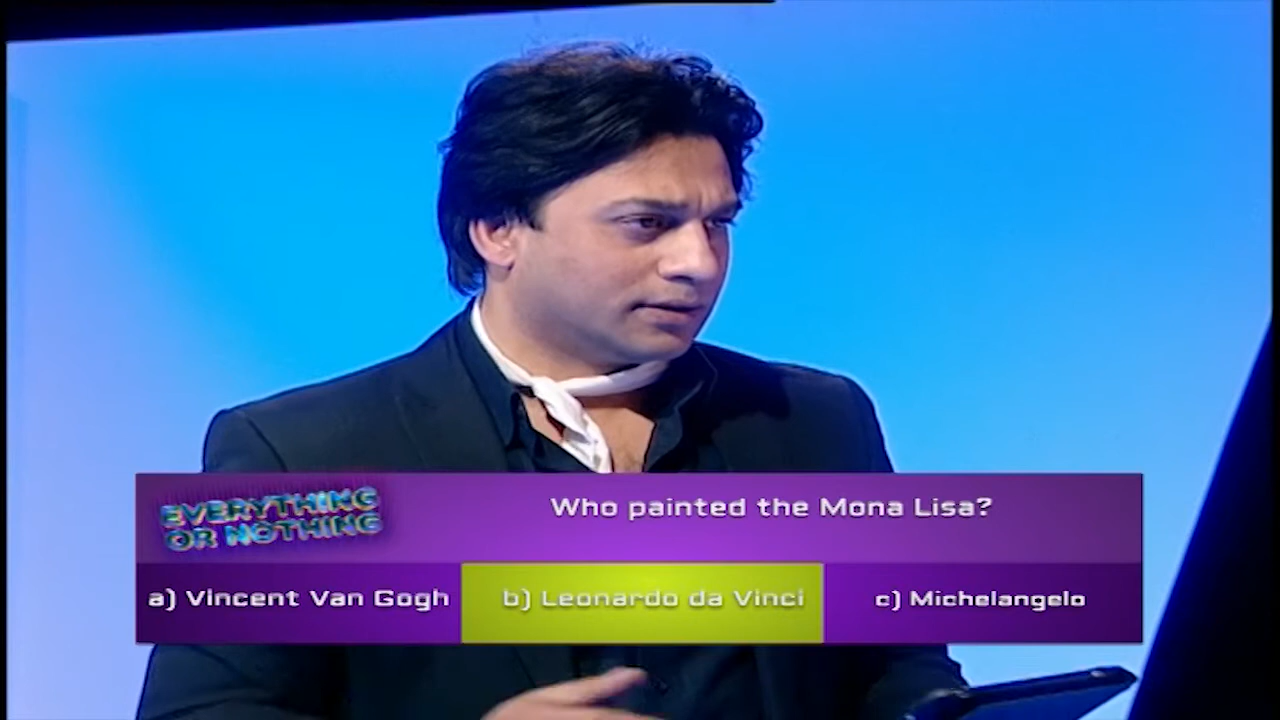 EVERYTHING
OR NOTHING
Who painted the Mona Lisa?
a) Vincent Van Gogh
b) Leonardo da Vinci
c) Michelangelo